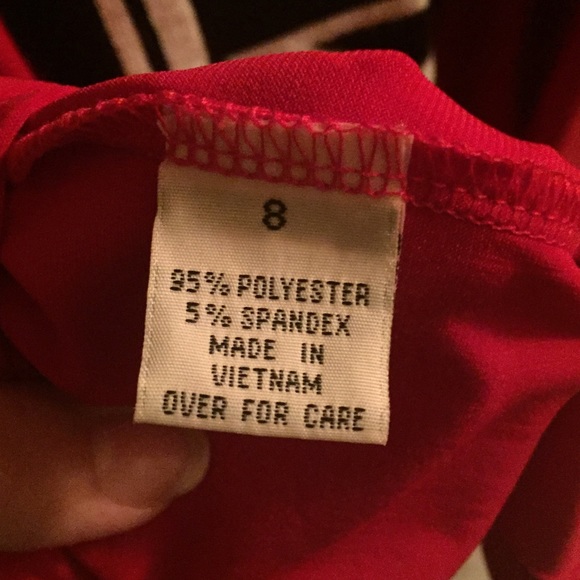 8
95% POLYESTER
5% SPANDEX
MADE IN
VIETNAM
OVER FOR CARE